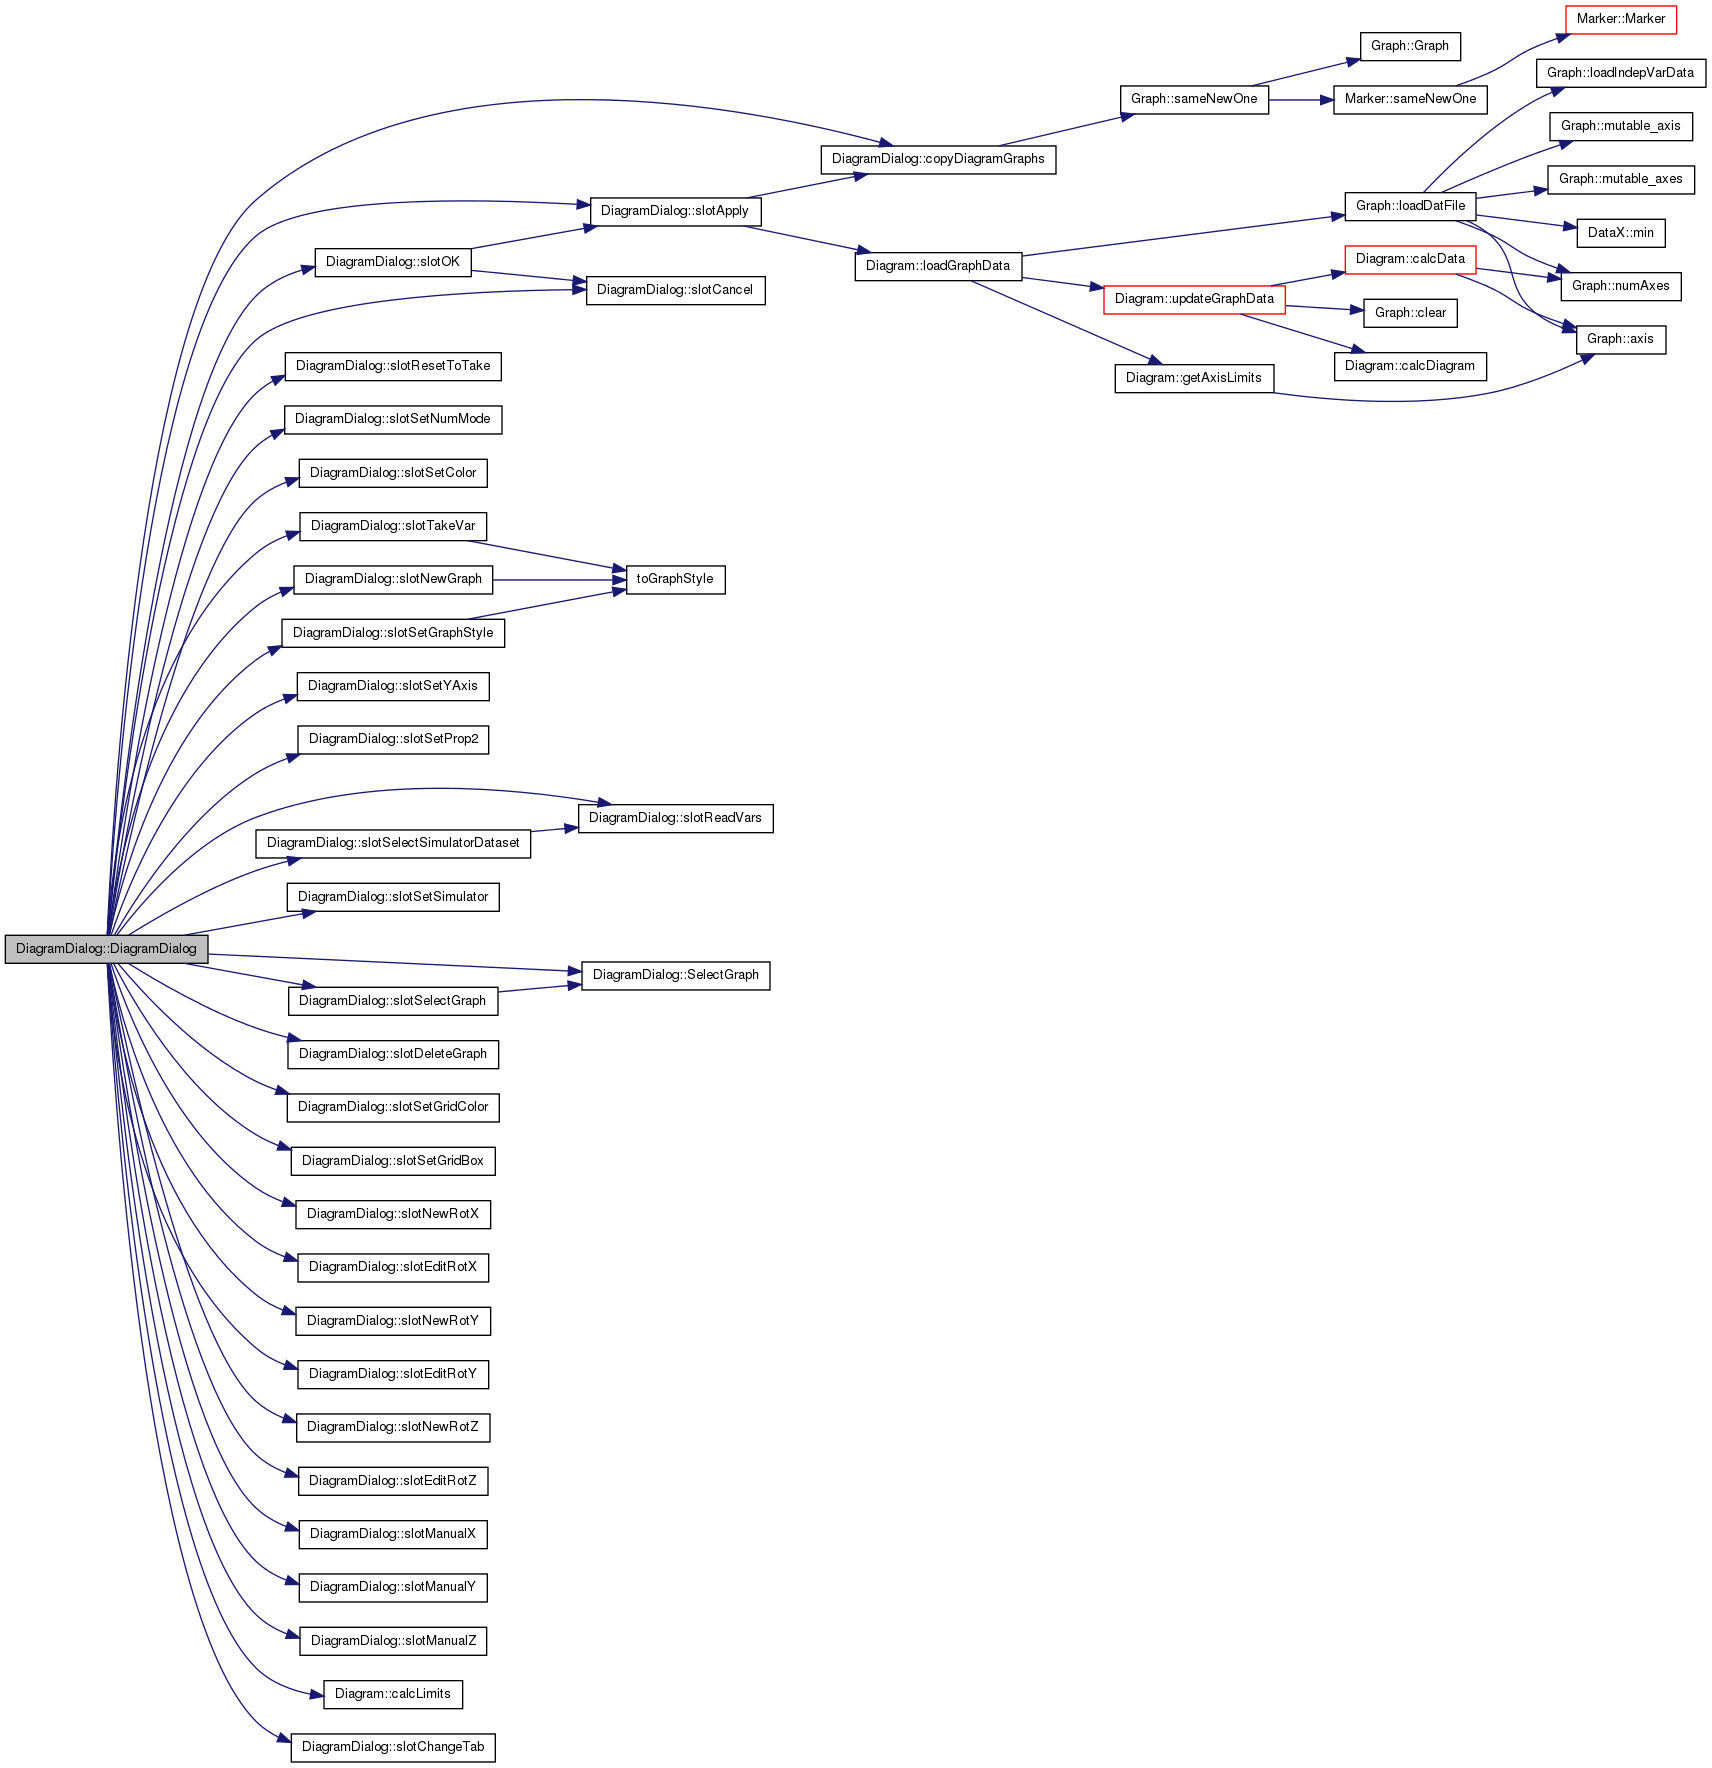 Marker::Marker
Graph::Graph
Graph::loadIndepVarData
Graph::sameNewOne
Marker::sameNewOne
Graph::mutable_axis
DiagramDialog::copyDiagramGraphs
Graph::mutable_axes
DiagramDialog::slotApply
Graph::loadDatFile
DataX::min
DiagramDialog::slotOK
Diagram::loadGraphData
Diagram::calcData
DiagramDialog::slotCancel
Diagram::updateGraphData
Graph::numAxes
Graph::clear
Graph::axis
DiagramDialog::slotResetToTake
Diagram::getAxisLimits
Diagram::calcDiagram
DiagramDialog::slotSetNumMode
DiagramDialog::slotSetColor
DiagramDialog::slotTakeVar
DiagramDialog::slotNewGraph
toGraphStyle
DiagramDialog::slotSetGraphStyle
DiagramDialog::slotSetYAxis
DiagramDialog::slotSetProp2
DiagramDialog::slotReadVars
DiagramDialog::slotSelectSimulatorDataset
DiagramDialog::slotSetSimulator
DiagramDialog::DiagramDialog
DiagramDialog::SelectGraph
DiagramDialog::slotSelectGraph
DiagramDialog::slotDeleteGraph
DiagramDialog::slotSetGridColor
DiagramDialog::slotSetGridBox
DiagramDialog::slotNewRotX
DiagramDialog::slotEditRotX
DiagramDialog::slotNewRotY
DiagramDialog::slotEditRotY
DiagramDialog::slotNewRotZ
DiagramDialog::slotEditRotZ
DiagramDialog::slotManualX
DiagramDialog::slotManualY
DiagramDialog::slotManualZ
Diagram::calcLimits
DiagramDialog::slotChangeTab